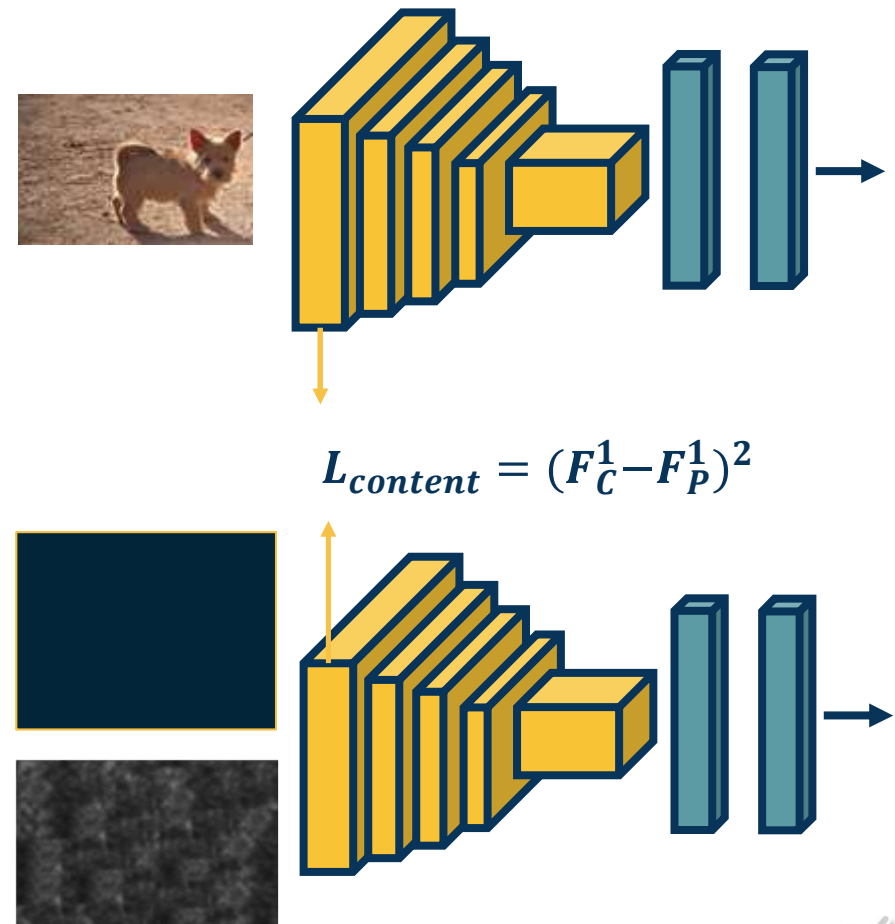 L_content = (F_C^1 − F_P^1)^2